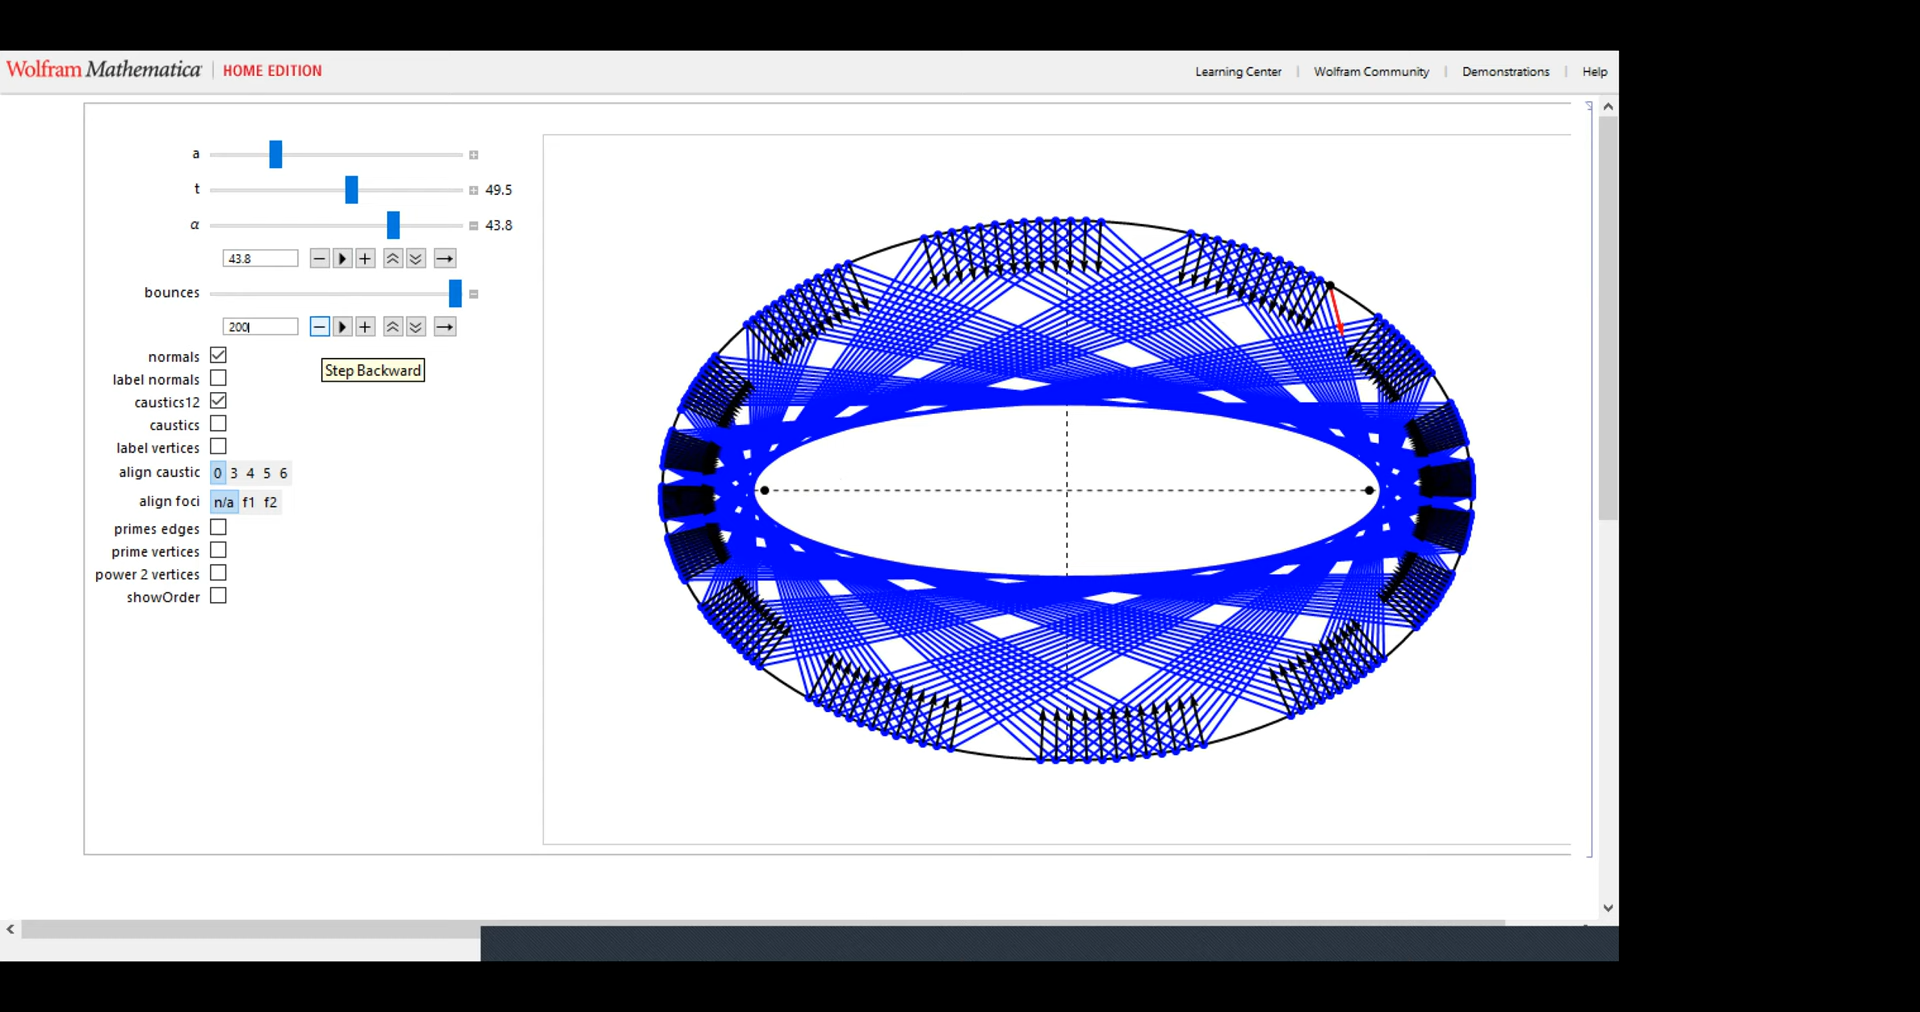 Wolfram Mathematica | HOME EDITION
Learning Center | Wolfram Community | Demonstrations | Help
a
t 49.5
α 43.8
43.8
bounces
200
normals
Step Backward
label normals
caustics12
caustics
label vertices
align caustic 0 3 4 5 6
align foci n/a f1 f2
primes edges
prime vertices
power 2 vertices
showOrder